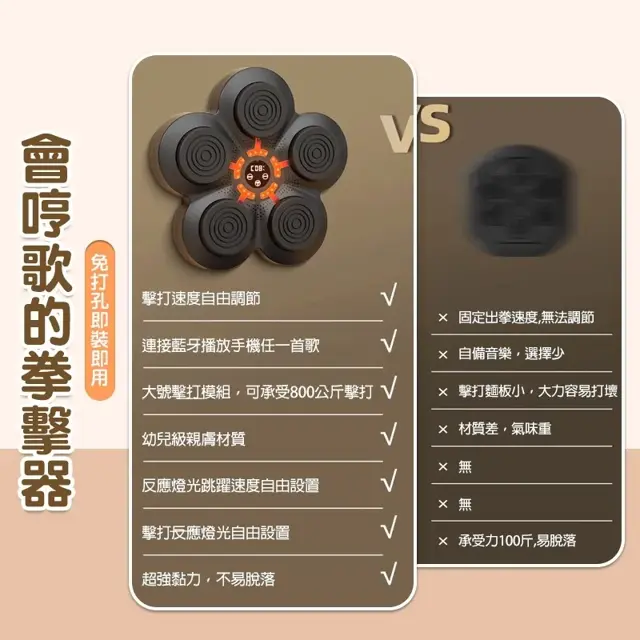 會哼歌的拳擊器
免打孔即裝即用
VS
擊打速度自由調節 √
連接藍牙播放手機任一首歌 √
大號擊扛模組，可承受800公斤擊打 √
幼兒級親膚材質 √
反應燈光跳躍速度自由設置 √
擊打反應燈光自由設置 √
超強黏力，不易脫落 √
× 固定出拳速度,無法調節
× 自備音樂，選擇少
× 擊打麵板小，大力容易打壞
× 材質差，氣味重
× 無
× 無
× 承受力100斤,易脫落